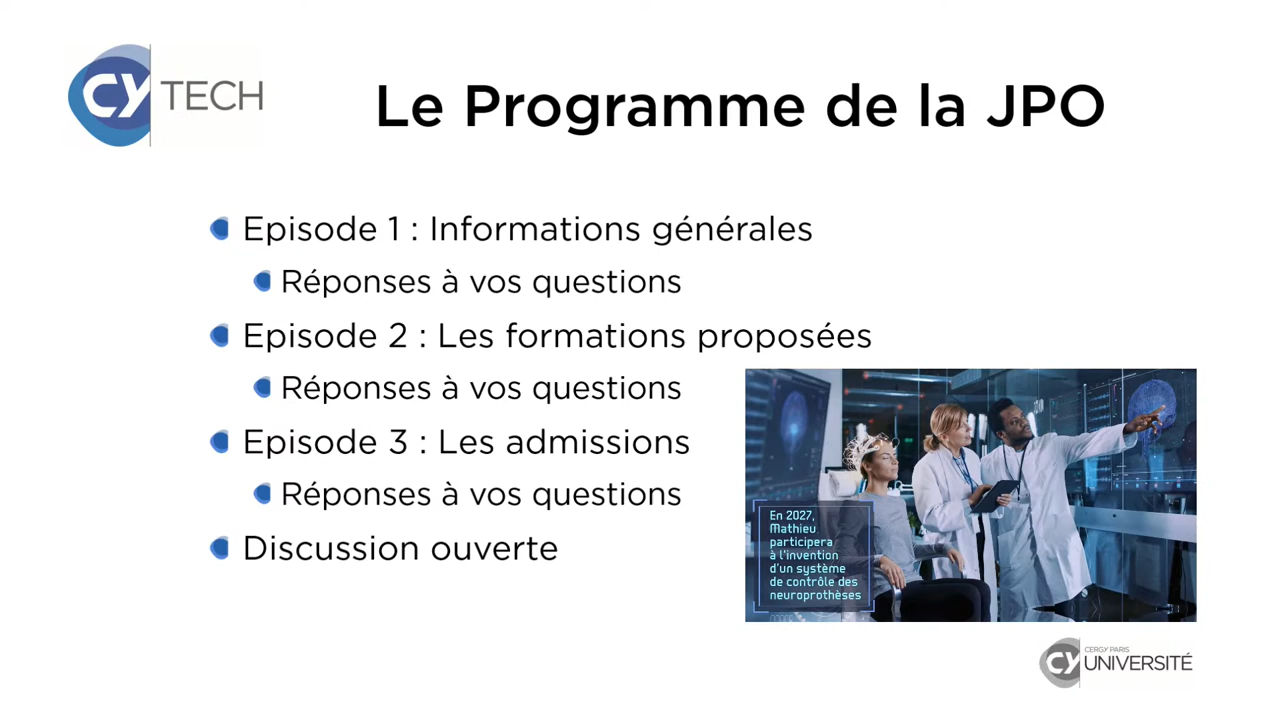 CY TECH
Le Programme de la JPO
Episode 1 : Informations générales
Réponses à vos questions
Episode 2 : Les formations proposées
Réponses à vos questions
Episode 3 : Les admissions
Réponses à vos questions
Discussion ouverte
En 2027,
Mathieu
participera
à l'invention
d'un système
de contrôle des
neuroprothèses
CERGY PARIS
CY UNIVERSITÉ